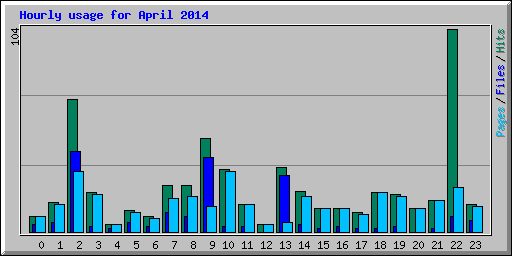 Hourly usage for April 2014
104
Pages/Files/Hits
0 1 2 3 4 5 6 7 8 9 10 11 12 13 14 15 16 17 18 19 20 21 22 23